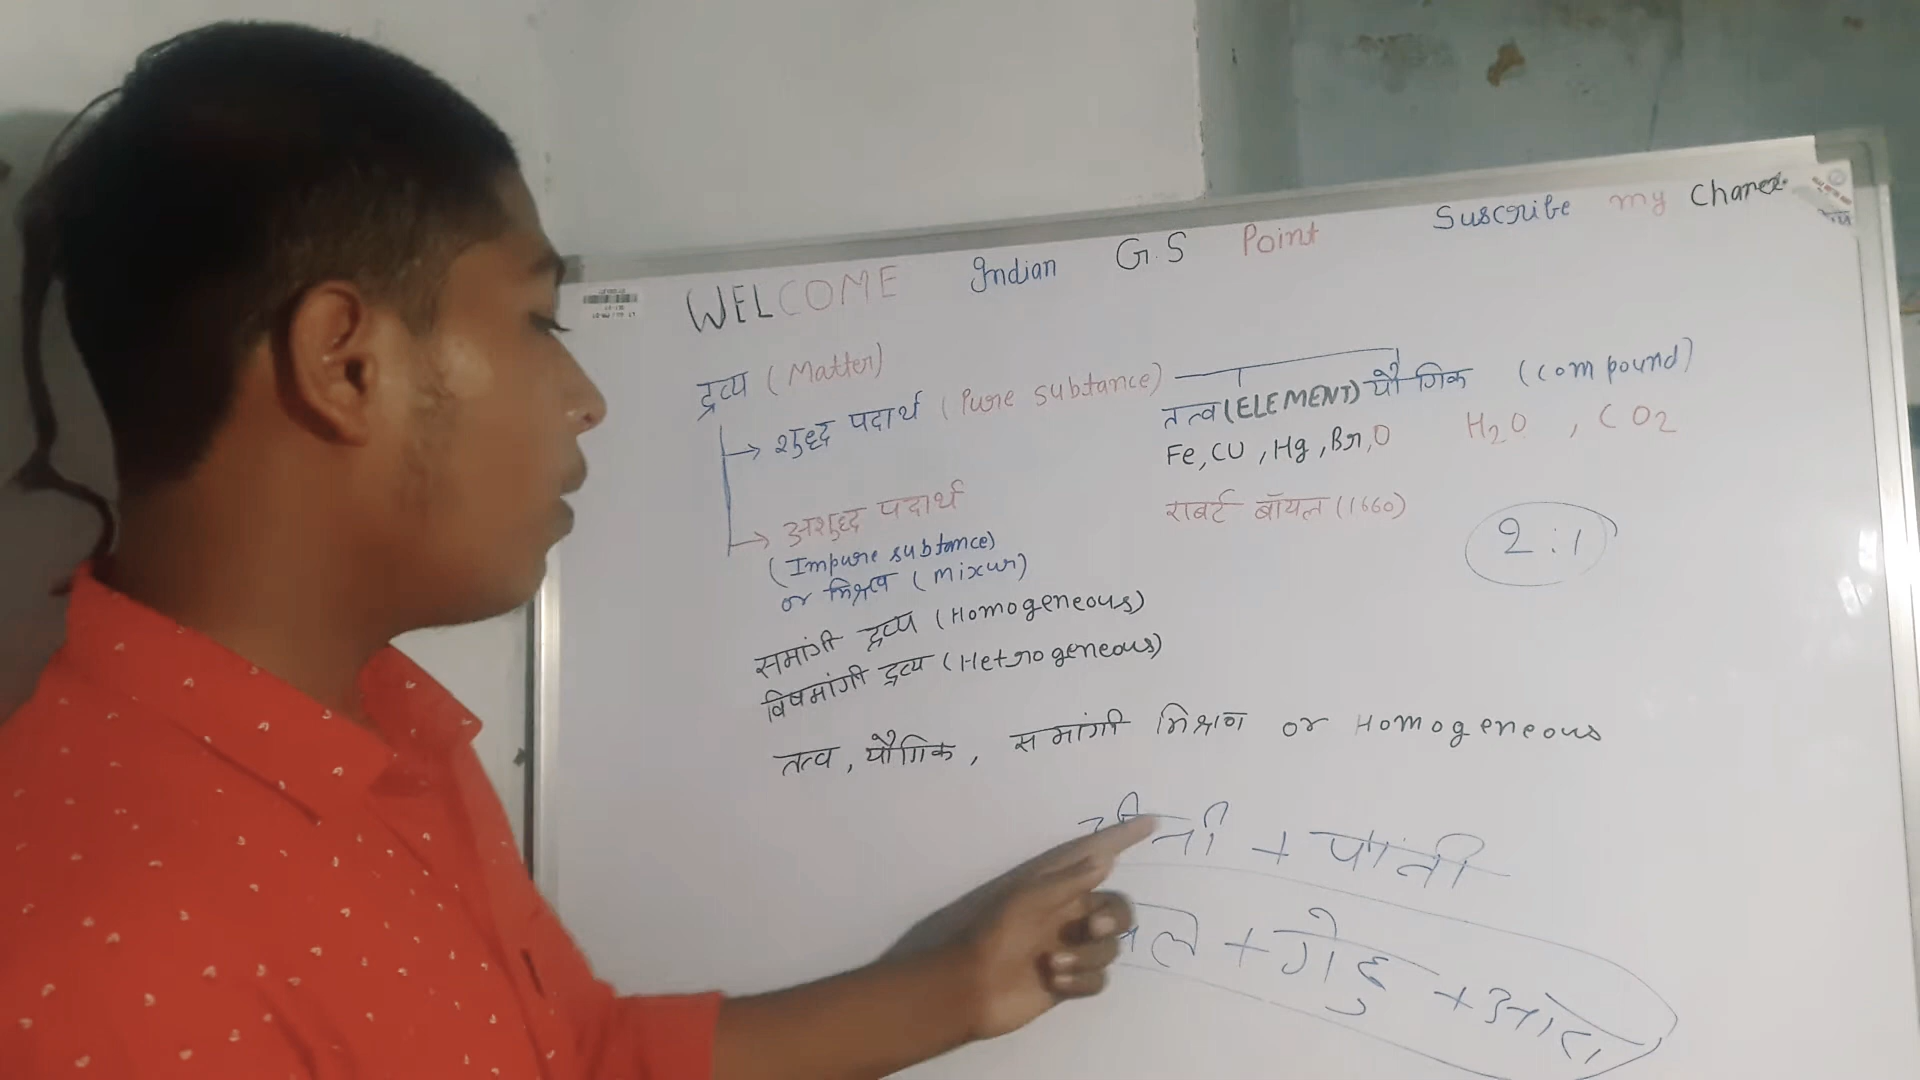 WELCOME Indian G.S Point Suscribe my Chanel
द्रव्य (Matter)
शुध्द पदार्थ (Pure subtance)
तत्व (ELEMENT) यौगिक (compound)
Fe, CU, Hg, Br, O H2O, CO2
अशुध्द पदार्थ
राबर्ट बॉयल (1660)
2:1
(Impure subtance)
or मिश्रण (mixur)
समांगी द्रव्य (Homogeneous)
विषमांगी द्रव्य (Hetrogeneous)
तत्व, यौगिक, समांगी मिश्रण or Homogeneous
+ पानी
+ गेहु +